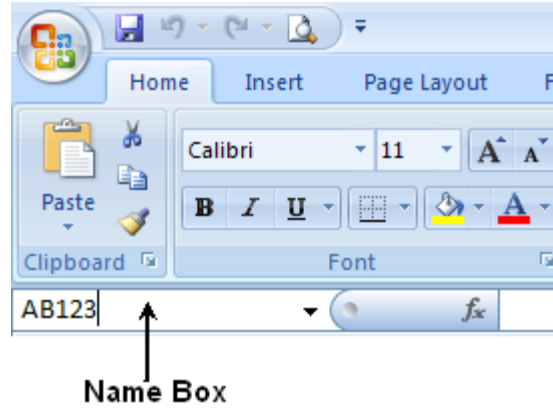 Home Insert Page Layout F
Calibri 11 A A
Paste B I U A
Clipboard Font
AB123 fx
Name Box